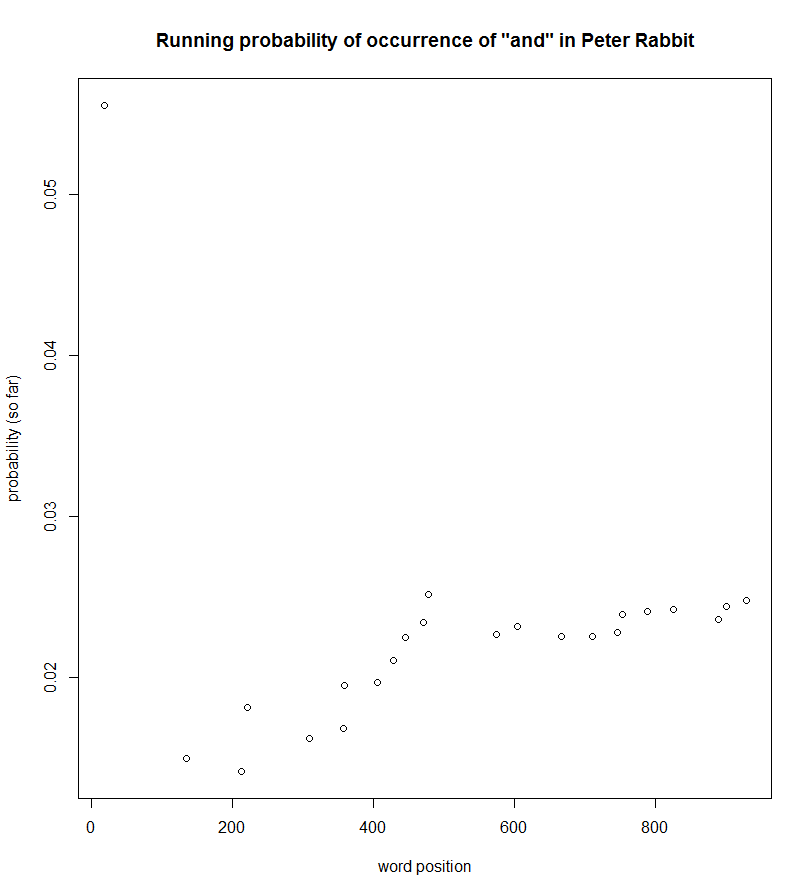 Running probability of occurrence of "and" in Peter Rabbit
probability (so far)
0.05
0.04
0.03
0.02
0 200 400 600 800
word position